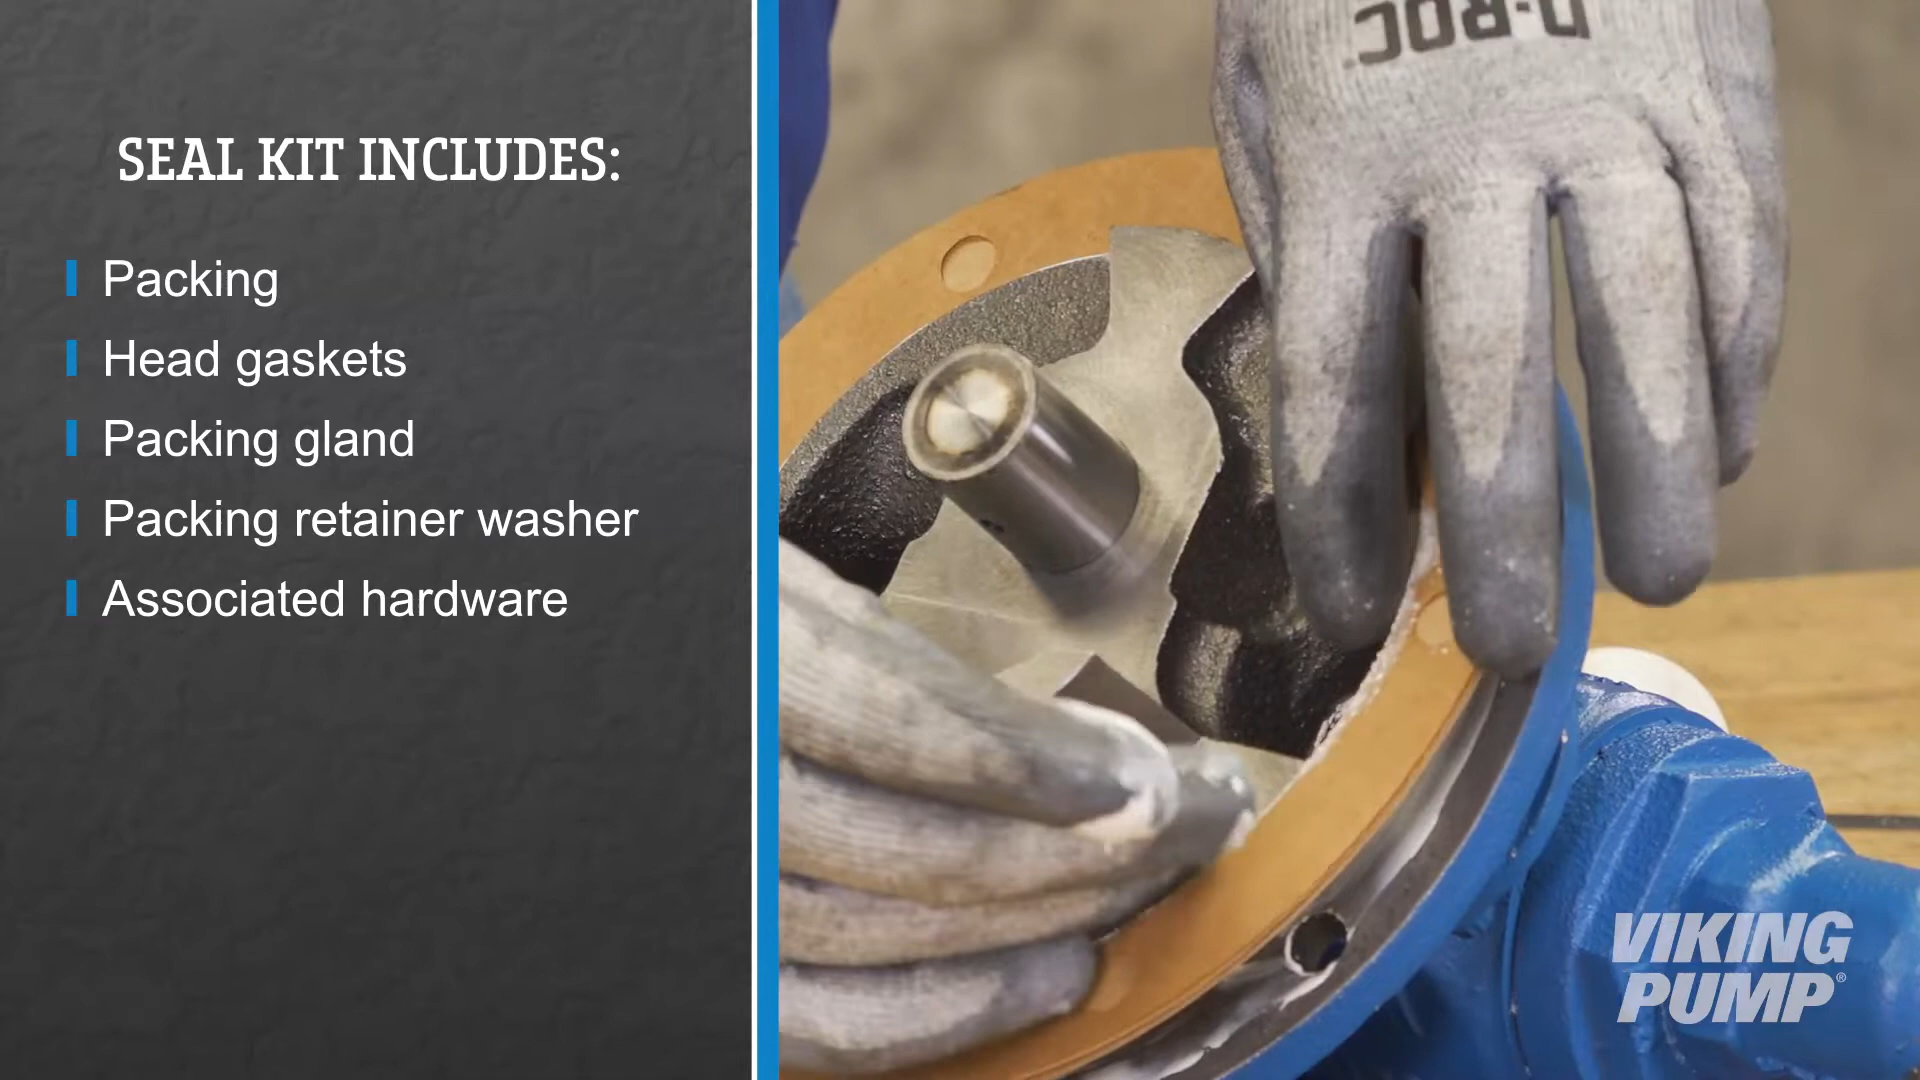 SEAL KIT INCLUDES:
Packing
Head gaskets
Packing gland
Packing retainer washer
Associated hardware
VIKING
PUMP®